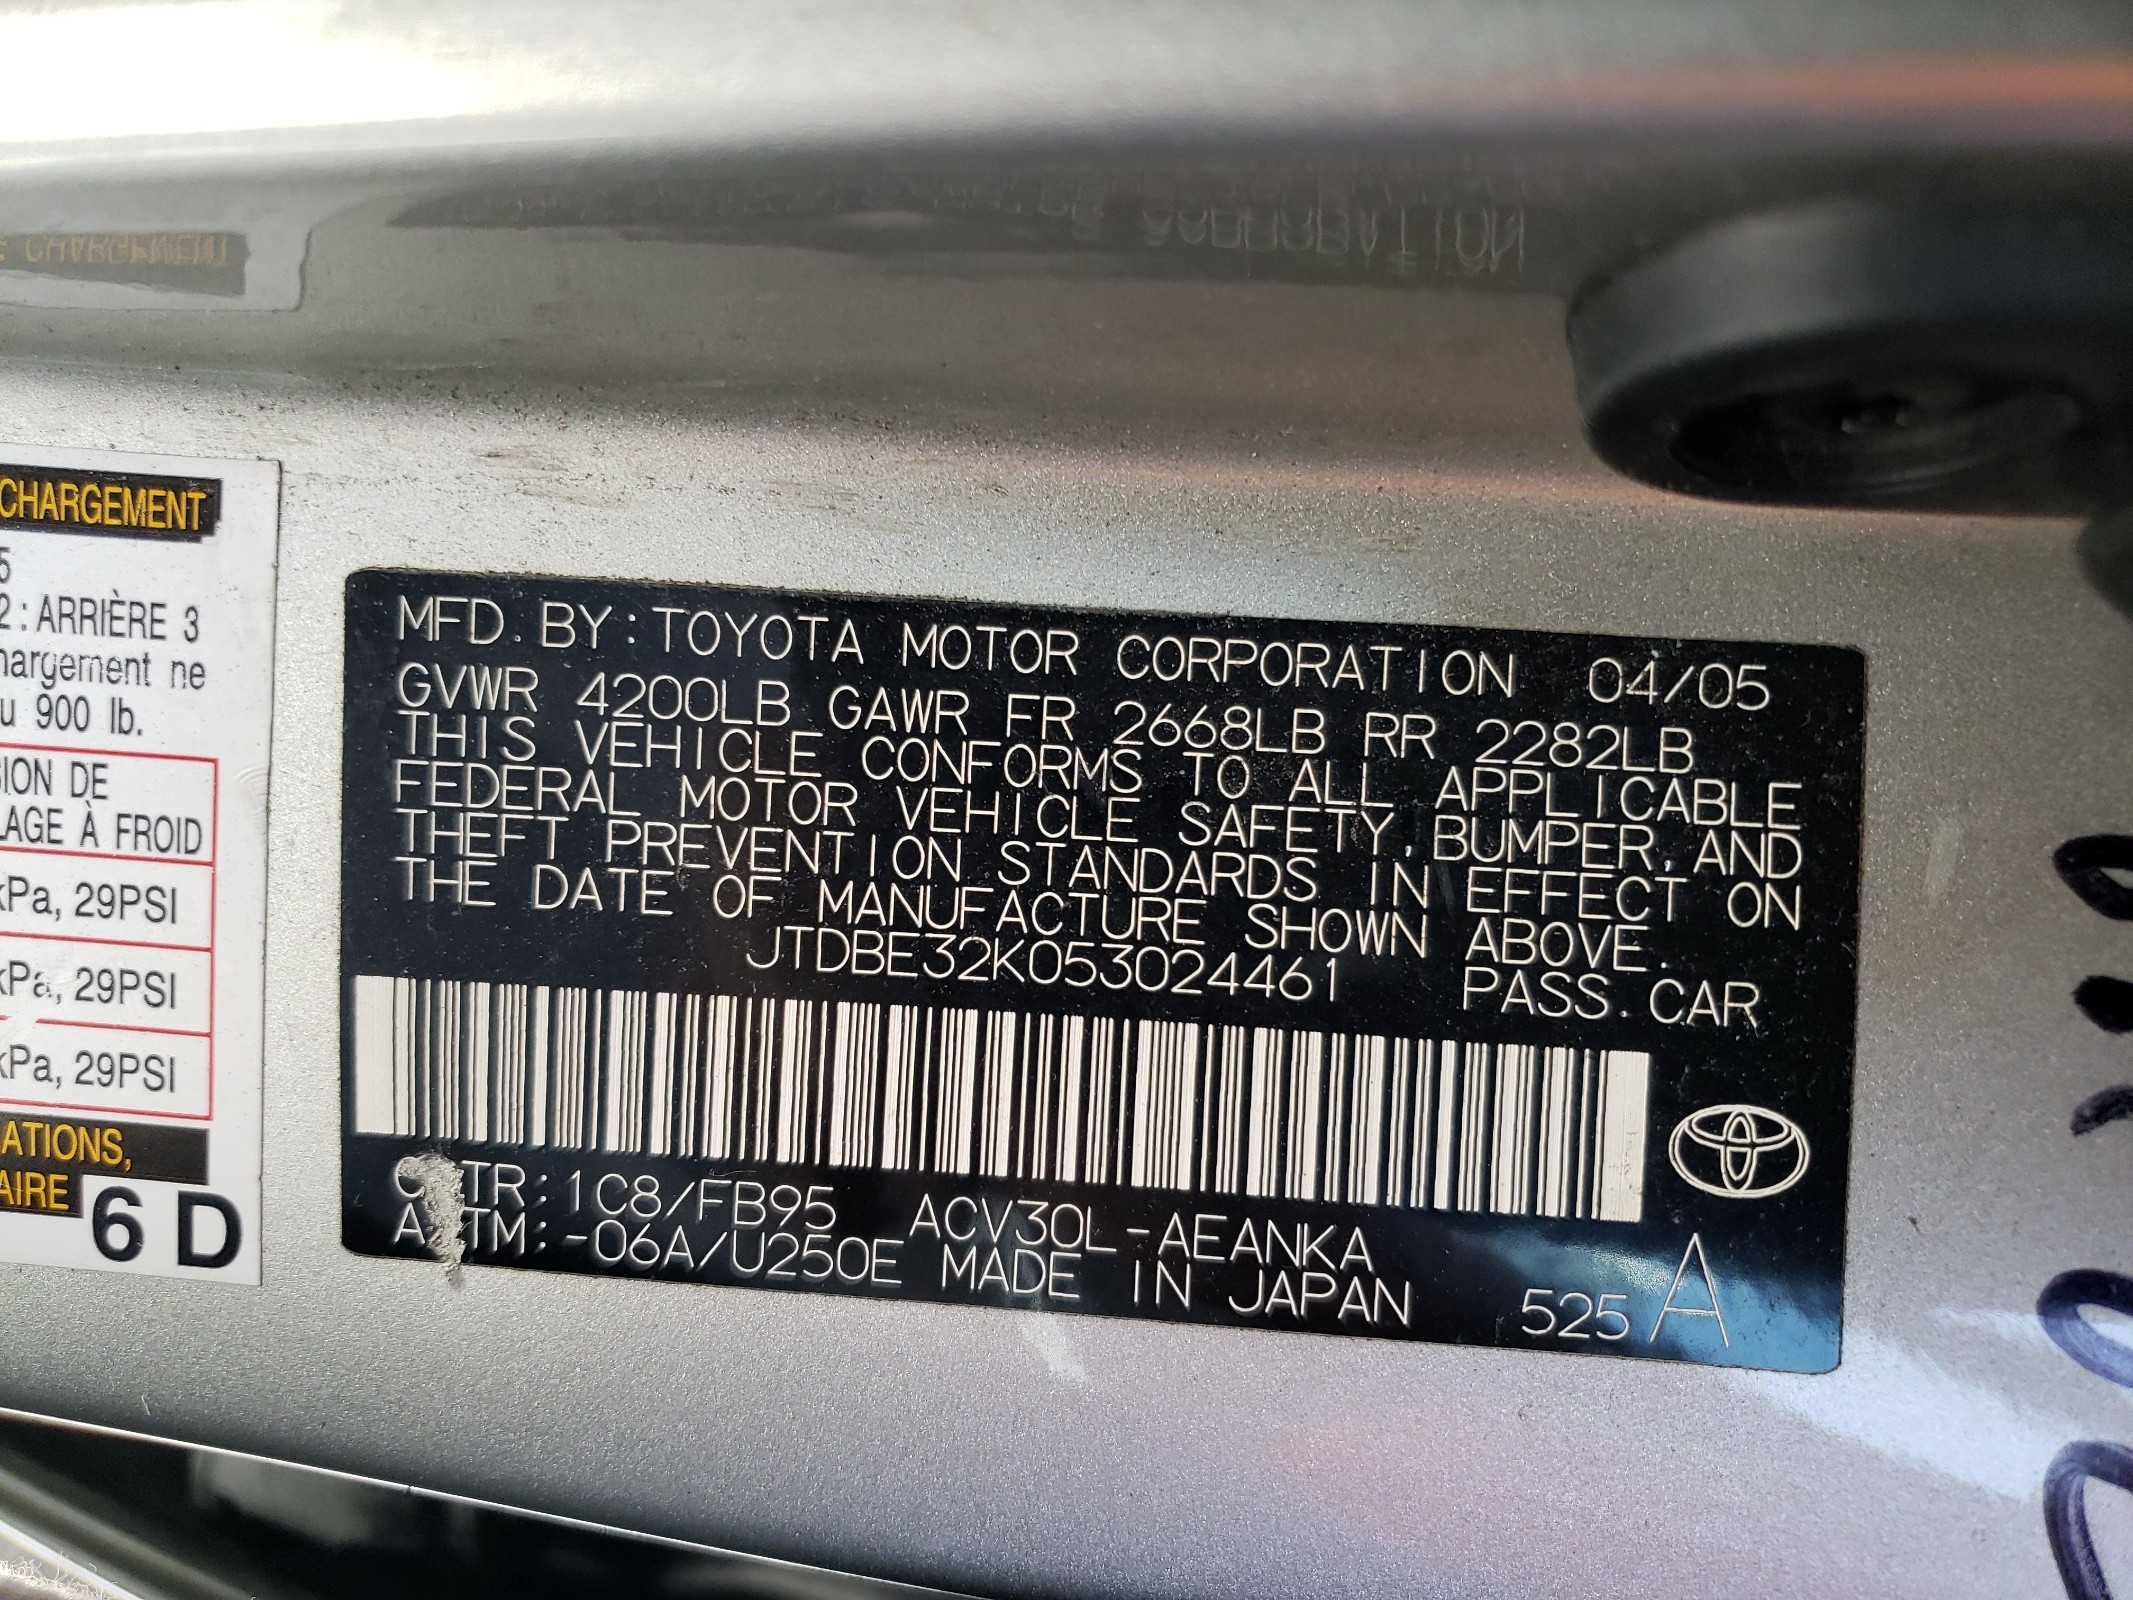 CHARGEMENT
5
2 : ARRIÈRE 3
hargement ne
u 900 lb.
ION DE
LAGE À FROID
kPa, 29PSI
kPa, 29PSI
kPa, 29PSI
ATIONS,
AIRE
6 D
MFD. BY : TOYOTA MOTOR CORPORATION 04/05
GVWR 4200LB GAWR FR 2668LB RR 2282LB
THIS VEHICLE CONFORMS TO ALL APPLICABLE
FEDERAL MOTOR VEHICLE SAFETY, BUMPER, AND
THEFT PREVENTION STANDARDS IN EFFECT ON
THE DATE OF MANUFACTURE SHOWN ABOVE.
JTDBE32K053024461 PASS. CAR
C/TR: 1C8/FB95 ACV30L-AEANKA
A/TM: -06A/U250E MADE IN JAPAN 525 A